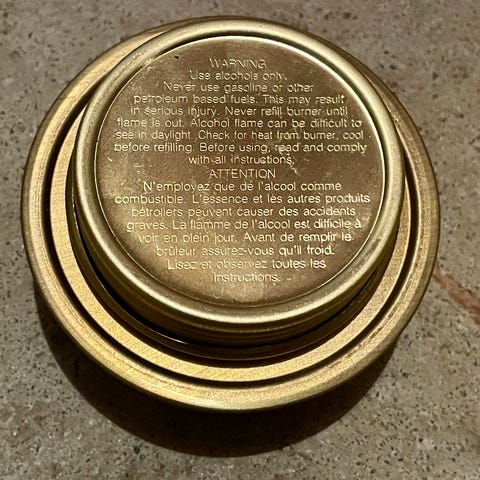 WARNING
Use alcohols only.
Never use gasoline or other
petroleum based fuels. This may result
in serious injury. Never refill burner until
flame is out. Alcohol flame can be difficult to
see in daylight. Check for heat from burner, cool
before refilling. Before using, read and comply
with all instructions.
ATTENTION
N'employez que de l'alcool comme
combustible. L'essence et les autres produits
pétroliers peuvent causer des accidents
graves. La flamme de l'alcool est difficile à
voir en plein jour. Avant de remplir le
brûleur assurez-vous qu'il froid.
Lisez et observez toutes les
instructions.